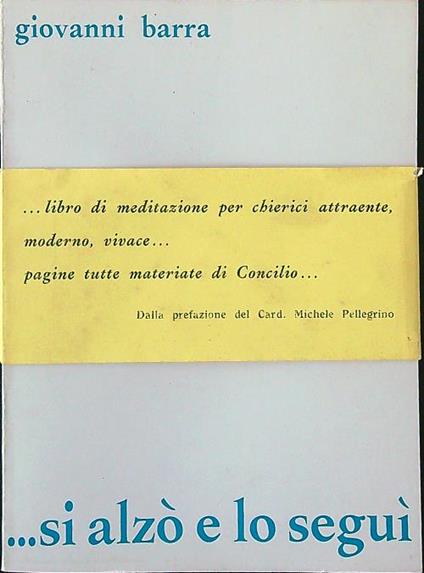 giovanni barra
...libro di meditazione per chierici attraente,
moderno, vivace...
pagine tutte materiate di Concilio...
Dalla prefazione del Card. Michele Pellegrino
...si alzò e lo seguì